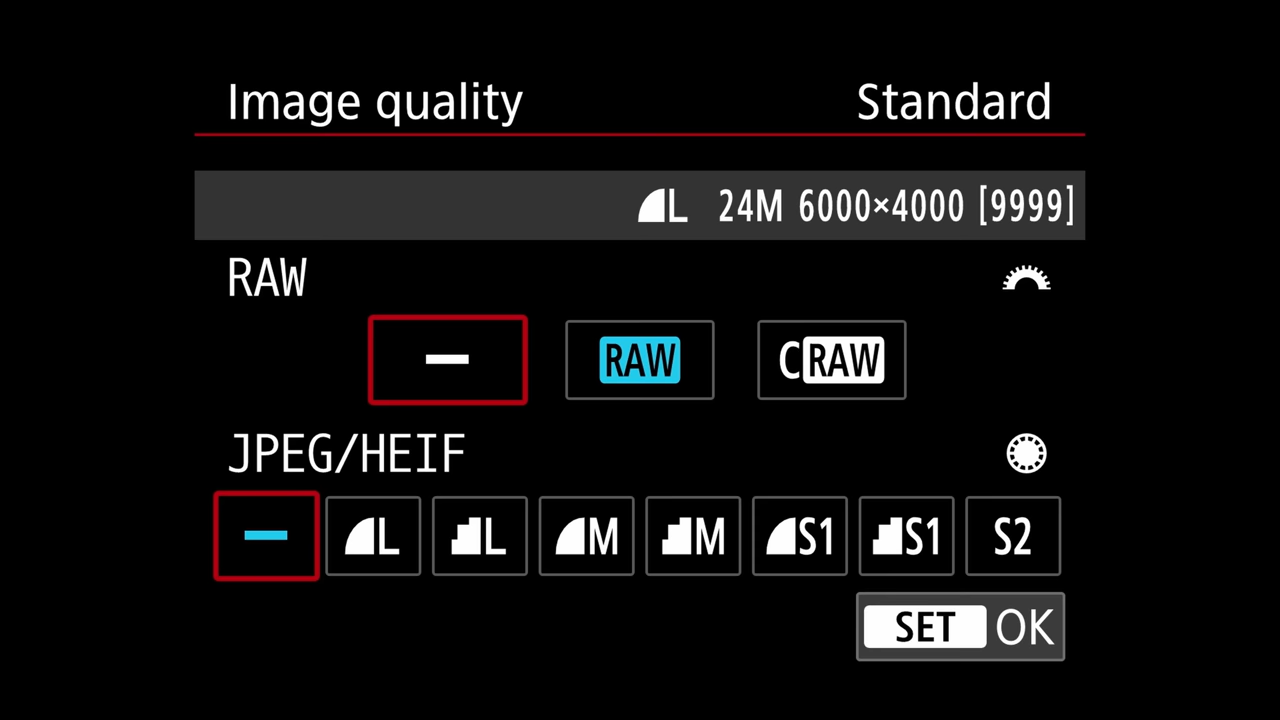 Image quality Standard
L 24M 6000×4000 [9999]
RAW
– RAW CRAW
JPEG/HEIF
– L L M M S1 S1 S2
SET OK